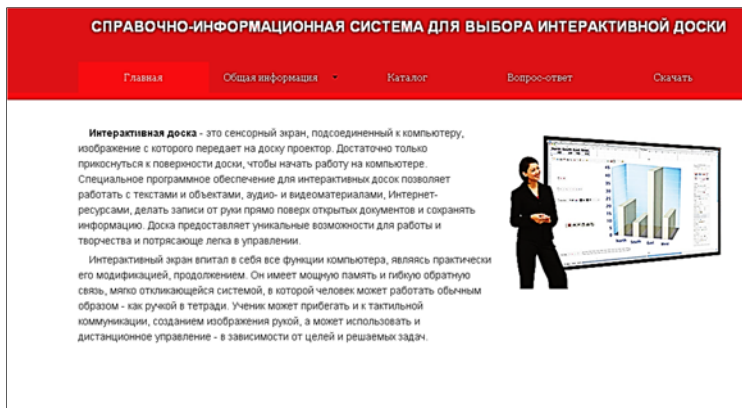 СПРАВОЧНО-ИНФОРМАЦИОННАЯ СИСТЕМА ДЛЯ ВЫБОРА ИНТЕРАКТИВНОЙ ДОСКИ
Главная Общая информация Каталог Вопрос-ответ Скачать
Интерактивная доска - это сенсорный экран, подсоединенный к компьютеру,
изображение с которого передает на доску проектор. Достаточно только
прикоснуться к поверхности доски, чтобы начать работу на компьютере.
Специальное программное обеспечение для интерактивных досок позволяет
работать с текстами и объектами, аудио- и видеоматериалами, Интернет-
ресурсами, делать записи от руки прямо поверх открытых документов и сохранять
информацию. Доска предоставляет уникальные возможности для работы и
творчества и потрясающе легка в управлении.
Интерактивный экран впитал в себя все функции компьютера, являясь практически
его модификацией, продолжением. Он имеет мощную память и гибкую обратную
связь, мягко откликающейся системой, в которой человек может работать обычным
образом - как ручкой в тетради. Ученик может прибегать и к тактильной
коммуникации, созданием изображения рукой, а может использовать и
дистанционное управление - в зависимости от целей и решаемых задач.